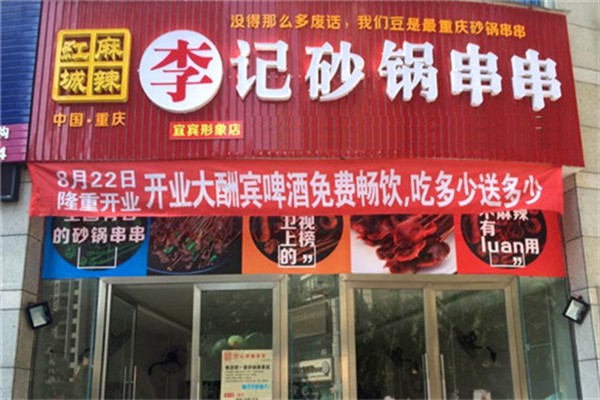 没得那么多废话，我们豆是最重庆砂锅串串
麻辣
红城
中国·重庆
李记砂锅串串
宜宾形象店
8月22日
隆重开业
开业大酬宾啤酒免费畅饮,吃多少送多少
的砂锅串串
卫视
上榜
的
不麻辣
有
luan用